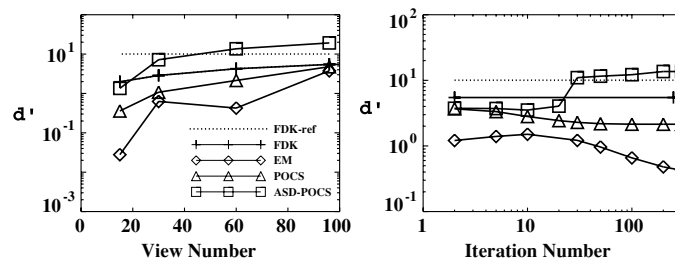 10^1
10^-1
10^-3
d'
0 20 40 60 80 100
View Number
FDK-ref
FDK
EM
POCS
ASD-POCS
10^2
10^1
10^0
10^-1
d'
1 10 100
Iteration Number